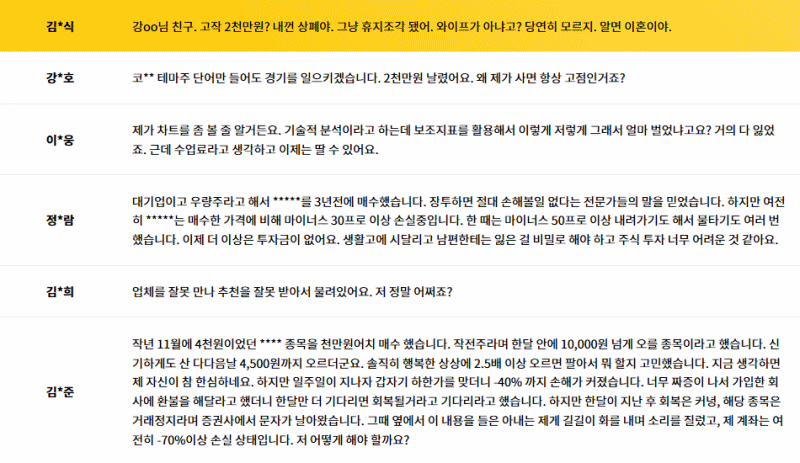 김*식
강oo님 친구. 고작 2천만원? 내껀 상폐야. 그냥 휴지조각 됐어. 와이프가 아냐고? 당연히 모르지. 알면 이혼이야.
강*호
코** 테마주 단어만 들어도 경기를 일으키겠습니다. 2천만원 날렸어요. 왜 제가 사면 항상 고점인거죠?
이*웅
제가 차트를 좀 볼 줄 알거든요. 기술적 분석이라고 하는데 보조지표를 활용해서 이렇게 저렇게 그래서 얼마 벌었냐고요? 거의 다 잃었
죠. 근데 수업료라고 생각하고 이제는 딸 수 있어요.
정*람
대기업이고 우량주라고 해서 *****를 3년전에 매수했습니다. 장투하면 절대 손해볼일 없다는 전문가들의 말을 믿었습니다. 하지만 여전
히 *****는 매수한 가격에 비해 마이너스 30프로 이상 손실중입니다. 한 때는 마이너스 50프로 이상 내려가기도 해서 물타기도 여러 번
했습니다. 이제 더 이상은 투자금이 없어요. 생활고에 시달리고 남편한테는 잃은 걸 비밀로 해야 하고 주식 투자 너무 어려운 것 같아요.
김*희
업체를 잘못 만나 추천을 잘못 받아서 물려있어요. 저 정말 어쩌죠?
김*준
작년 11월에 4천원이었던 **** 종목을 천만원어치 매수 했습니다. 작전주라며 한달 안에 10,000원 넘게 오를 종목이라고 했습니다. 신
기하게도 산 다다음날 4,500원까지 오르더군요. 솔직히 행복한 상상에 2.5배 이상 오르면 팔아서 뭐 할지 고민했습니다. 지금 생각하면
제 자신이 참 한심하네요. 하지만 일주일이 지나자 갑자기 하한가를 맞더니 -40% 까지 손해가 커졌습니다. 너무 짜증이 나서 가입한 회
사에 환불을 해달라고 했더니 한달만 더 기다리면 회복될거라고 기다리라고 했습니다. 하지만 한달이 지난 후 회복은 커녕, 해당 종목은
거래정지라며 증권사에서 문자가 날아왔습니다. 그때 옆에서 이 내용을 들은 아내는 제게 길길이 화를 내며 소리를 질렀고, 제 계좌는 여
전히 -70%이상 손실 상태입니다. 저 어떻게 해야 할까요?